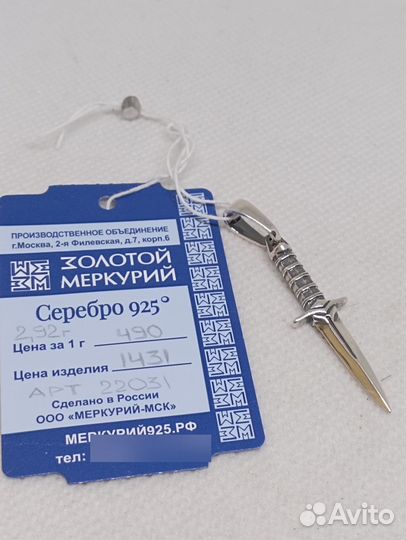 ПРОИЗВОДСТВЕННОЕ ОБЪЕДИНЕНИЕ
г.Москва, 2-я Филевская, д.7, корп.6
ЗОЛОТОЙ
МЕРКУРИЙ
Серебро 925°
2,92г
Цена за 1 г 490
Цена изделия 1431
АРТ 22031
Сделано в России
ООО «МЕРКУРИЙ-МСК»
МЕРКУРИЙ925.РФ
тел:
Avito